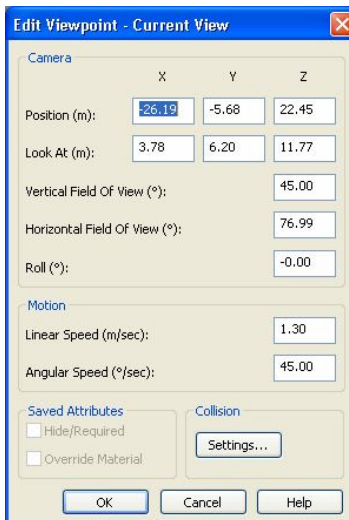 Edit Viewpoint - Current View
Camera
X Y Z
Position (m): -26.19 -5.68 22.45
Look At (m): 3.78 6.20 11.77
Vertical Field Of View (°): 45.00
Horizontal Field Of View (°): 76.99
Roll (°): -0.00
Motion
Linear Speed (m/sec): 1.30
Angular Speed (°/sec): 45.00
Saved Attributes Collision
Hide/Required
Settings...
Override Material
OK Cancel Help